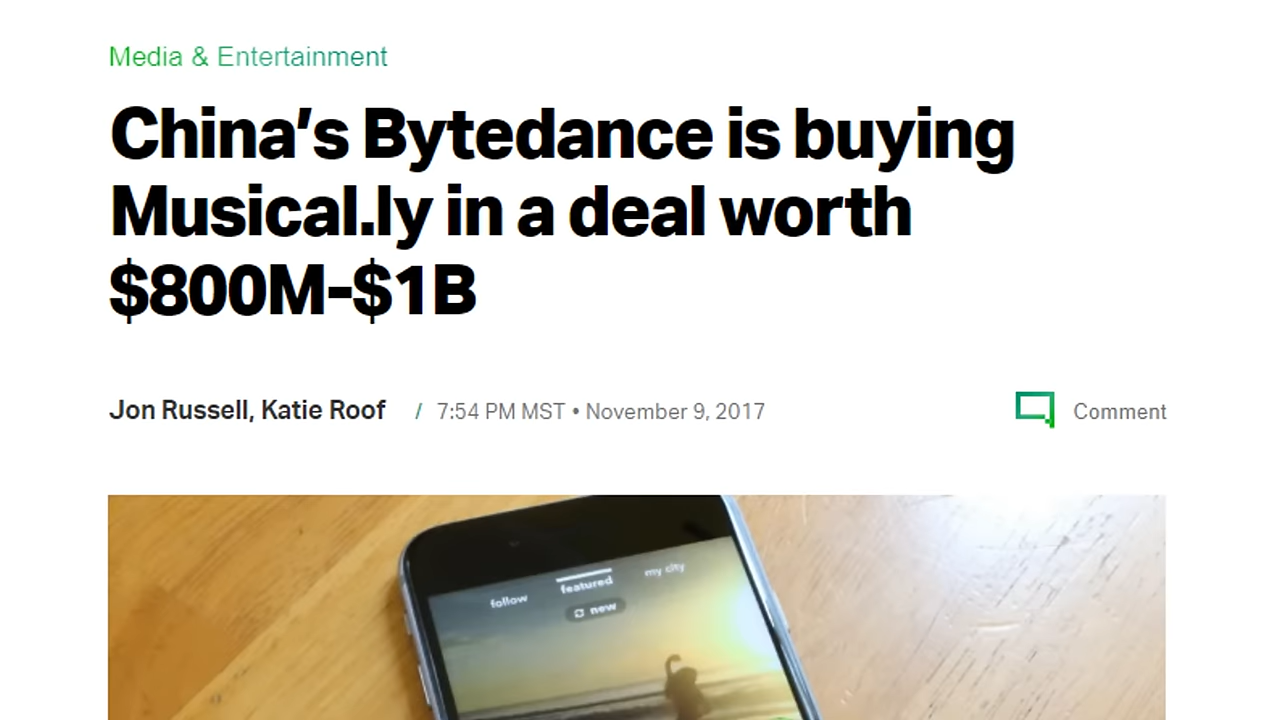 Media & Entertainment
China’s Bytedance is buying
Musical.ly in a deal worth
$800M-$1B
Jon Russell, Katie Roof / 7:54 PM MST • November 9, 2017
Comment
follow featured my city
new